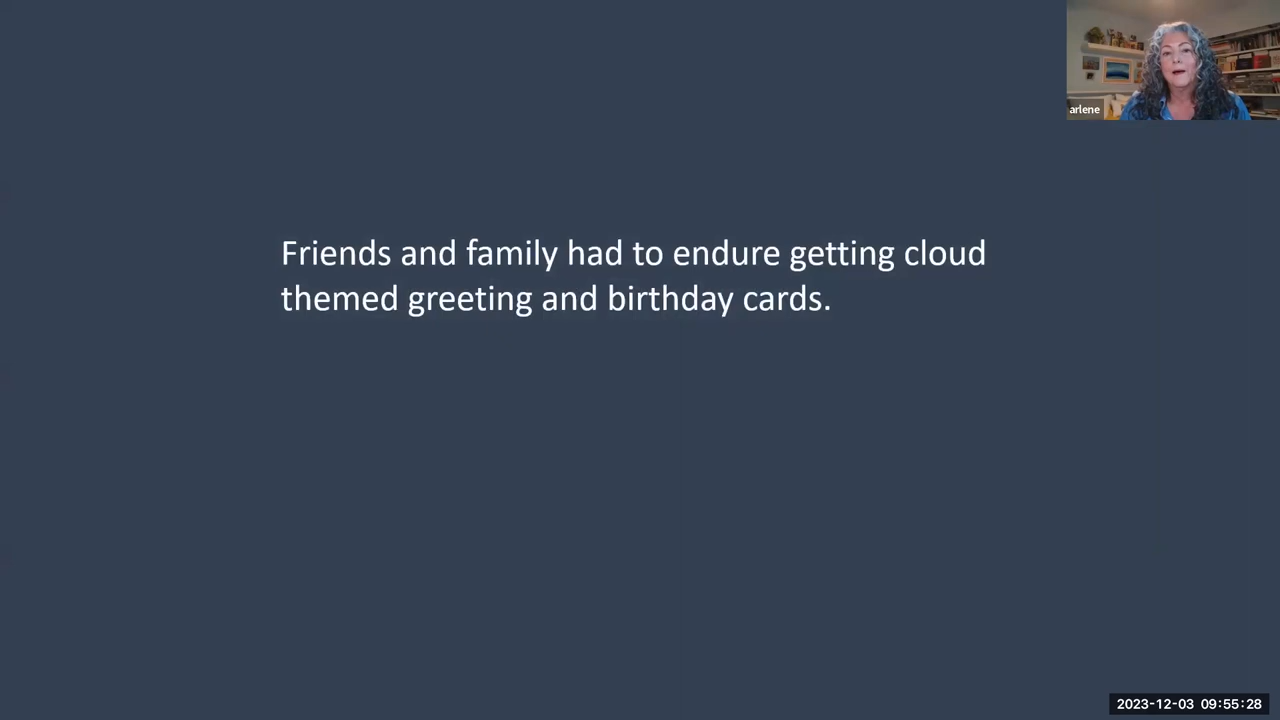 arlene
Friends and family had to endure getting cloud
themed greeting and birthday cards.
2023-12-03 09:55:28